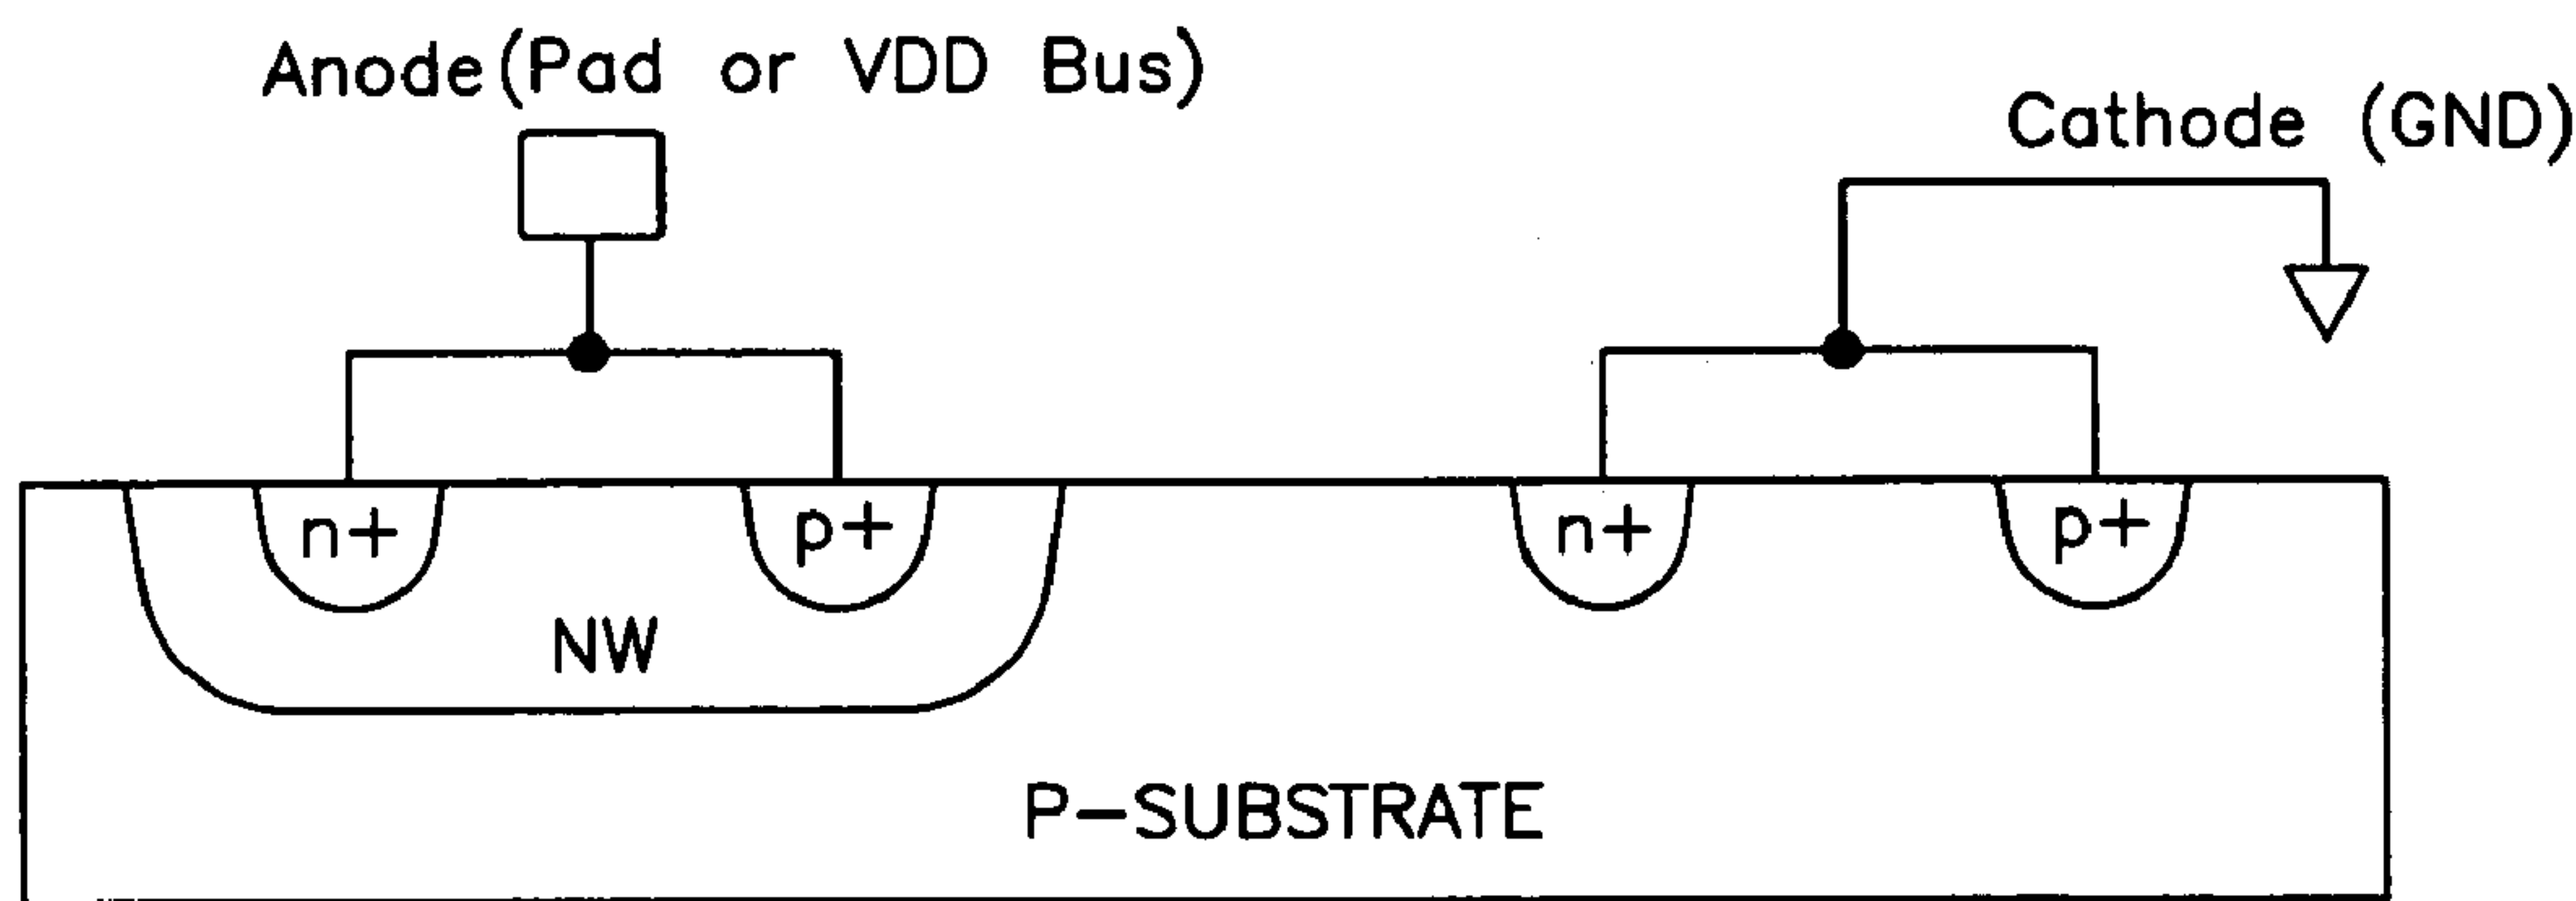 Anode(Pad or VDD Bus)
Cathode (GND)
n+
p+
n+
p+
NW
P-SUBSTRATE